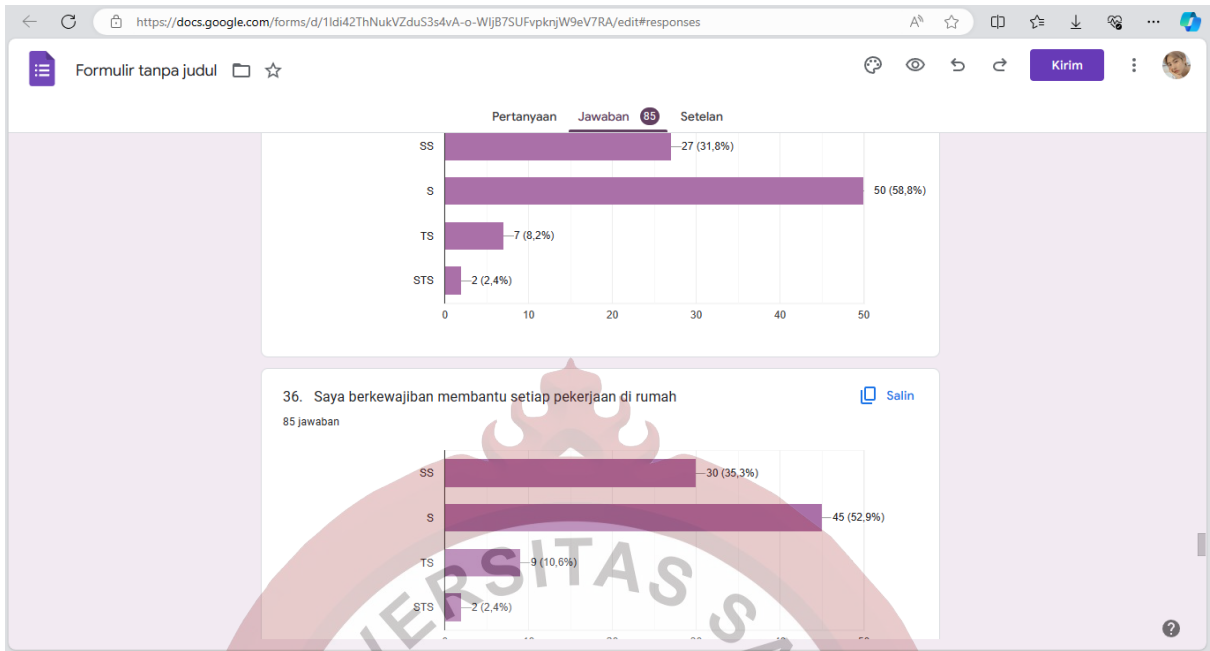 https://docs.google.com/forms/d/1Idi42ThNukVZduS3s4vA-o-WIjB7SUFvpknjW9eV7RA/edit#responses
Formulir tanpa judul
Kirim
Pertanyaan Jawaban 85 Setelan
SS 27 (31,8%)
S 50 (58,8%)
TS 7 (8,2%)
STS 2 (2,4%)
0 10 20 30 40 50
36. Saya berkewajiban membantu setiap pekerjaan di rumah
Salin
85 jawaban
SS 30 (35,3%)
S 45 (52,9%)
TS 9 (10,6%)
STS 2 (2,4%)
VERSITAS SA